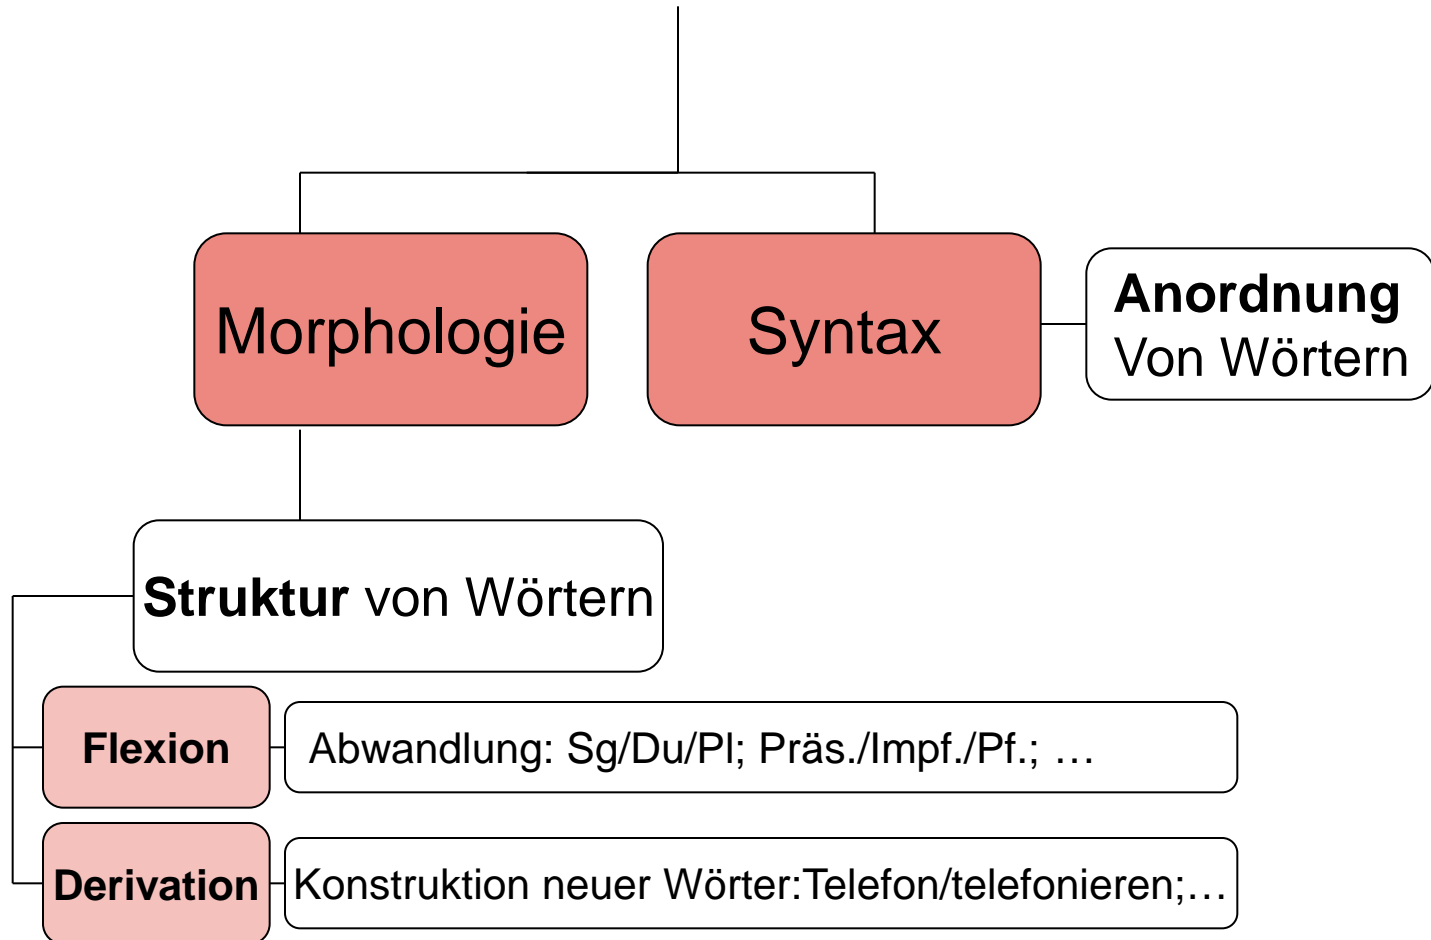 Morphologie
Syntax
Anordnung
Von Wörtern
Struktur von Wörtern
Flexion
Abwandlung: Sg/Du/Pl; Präs./Impf./Pf.; …
Derivation
Konstruktion neuer Wörter:Telefon/telefonieren;…